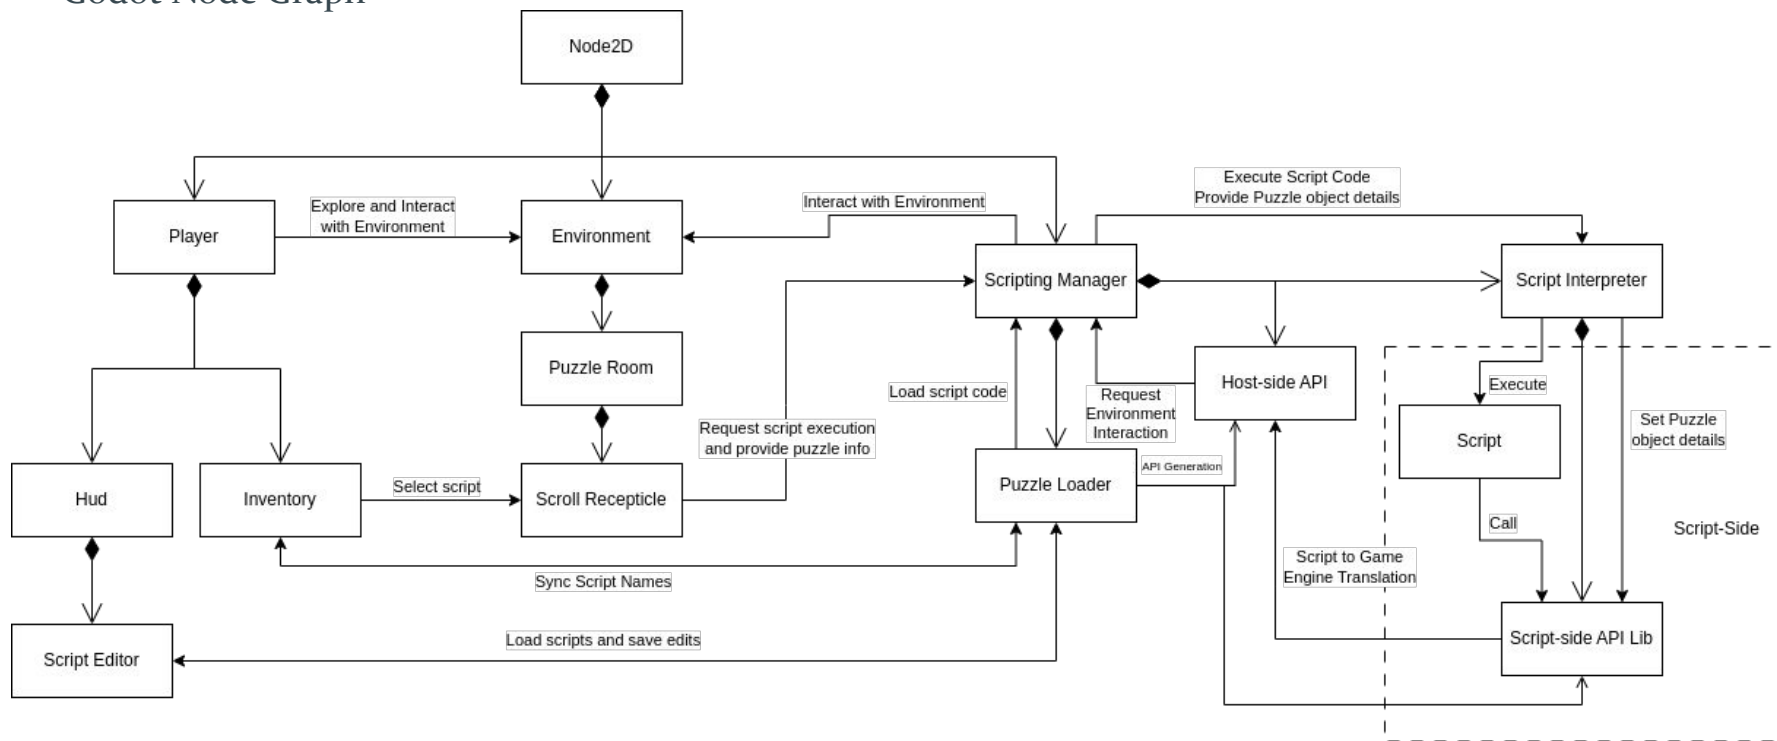 Godot Node Graph
Node2D
Execute Script Code
Provide Puzzle object details
Explore and Interact
with Environment
Interact with Environment
Player
Environment
Scripting Manager
Script Interpreter
Puzzle Room
Host-side API
Load script code
Request
Environment
Interaction
Execute
Request script execution
and provide puzzle info
Set Puzzle
object details
Script
API Generation
Hud
Inventory
Select script
Scroll Recepticle
Puzzle Loader
Call
Script-Side
Sync Script Names
Script to Game
Engine Translation
Load scripts and save edits
Script Editor
Script-side API Lib